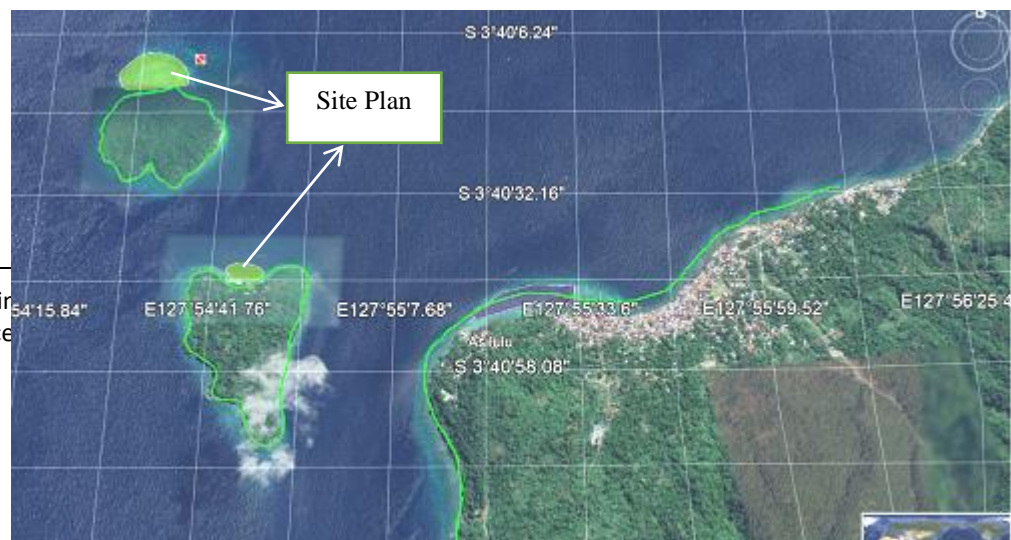 S 3°40'6.24"
Site Plan
S 3°40'32.16"
54'15.84"
E127°54'41.76"
E127°55'7.68"
E127°55'33.6"
E127°55'59.52"
E127°56'25.4
Asilulu
S 3°40'58.08"